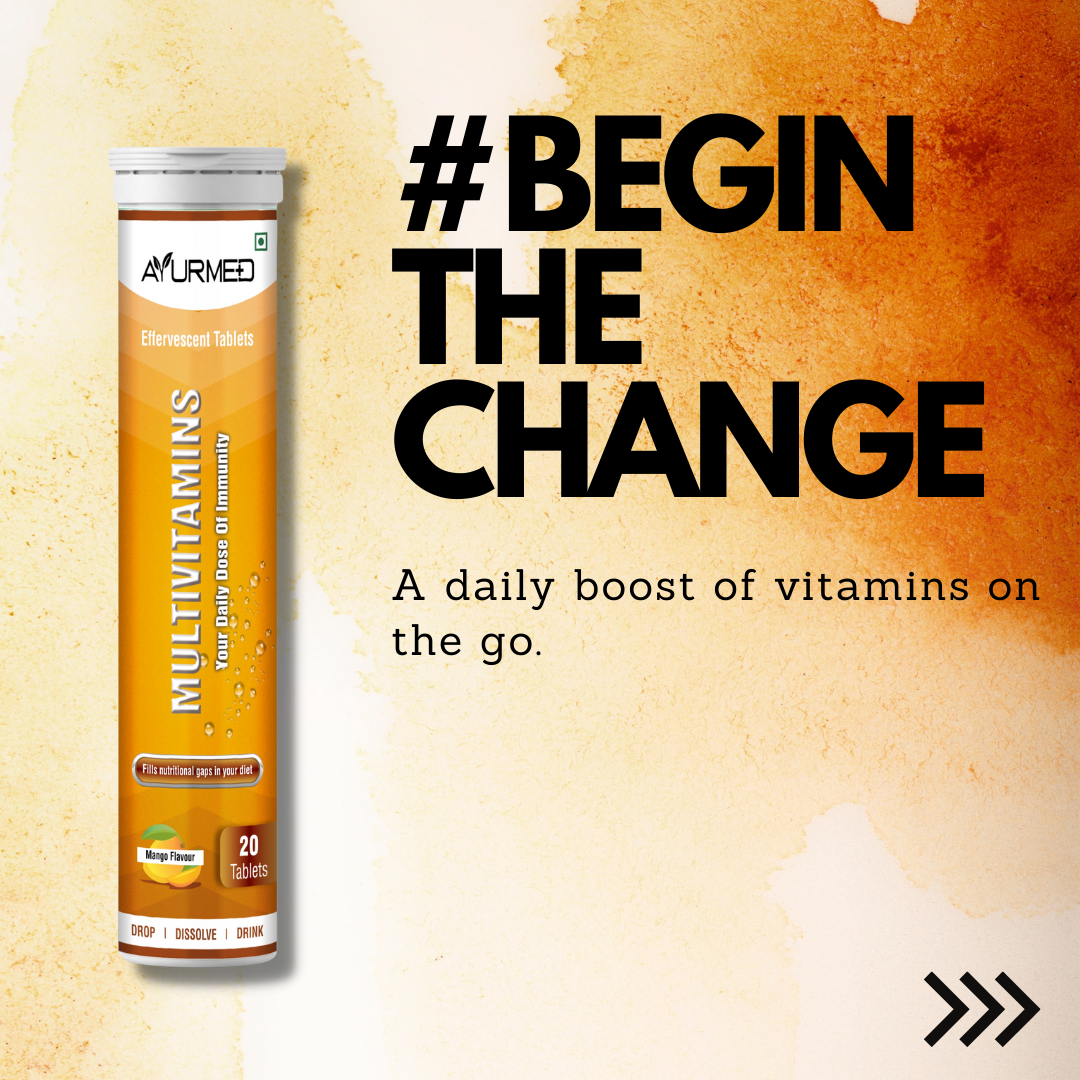 #BEGIN
THE
CHANGE
A daily boost of vitamins on
the go.
AYURMED
Effervescent Tablets
MULTIVITAMINS
Your Daily Dose Of Immunity
Fills nutritional gaps in your diet
Mango Flavour
20
Tablets
DROP | DISSOLVE | DRINK